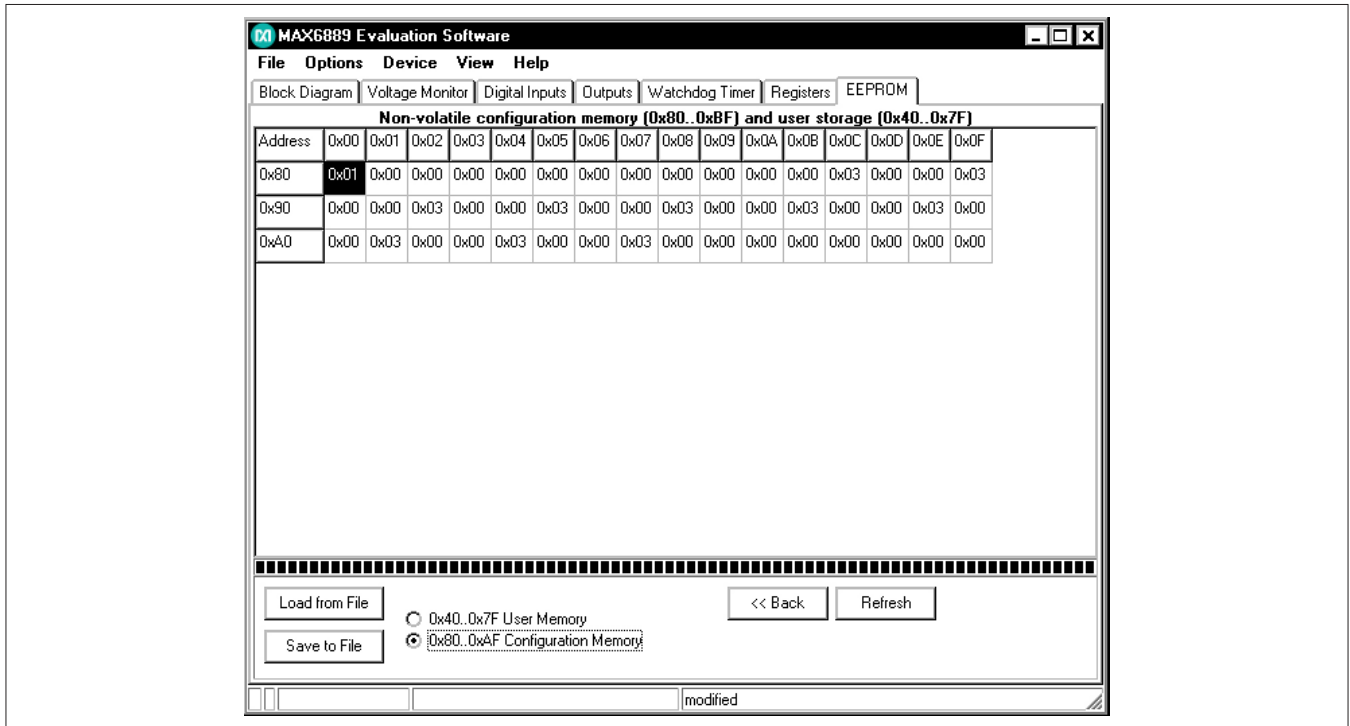 MAX6889 Evaluation Software
File Options Device View Help
Block Diagram Voltage Monitor Digital Inputs Outputs Watchdog Timer Registers EEPROM
Non-volatile configuration memory (0x80..0xBF) and user storage (0x40..0x7F)
Address 0x00 0x01 0x02 0x03 0x04 0x05 0x06 0x07 0x08 0x09 0x0A 0x0B 0x0C 0x0D 0x0E 0x0F
0x80 0x01 0x00 0x00 0x00 0x00 0x00 0x00 0x00 0x00 0x00 0x00 0x00 0x03 0x00 0x00 0x03
0x90 0x00 0x00 0x03 0x00 0x00 0x03 0x00 0x00 0x03 0x00 0x00 0x03 0x00 0x00 0x03 0x00
0xA0 0x00 0x03 0x00 0x00 0x03 0x00 0x00 0x03 0x00 0x00 0x00 0x00 0x00 0x00 0x00 0x00
Load from File << Back Refresh
0x40..0x7F User Memory
Save to File 0x80..0xAF Configuration Memory
modified